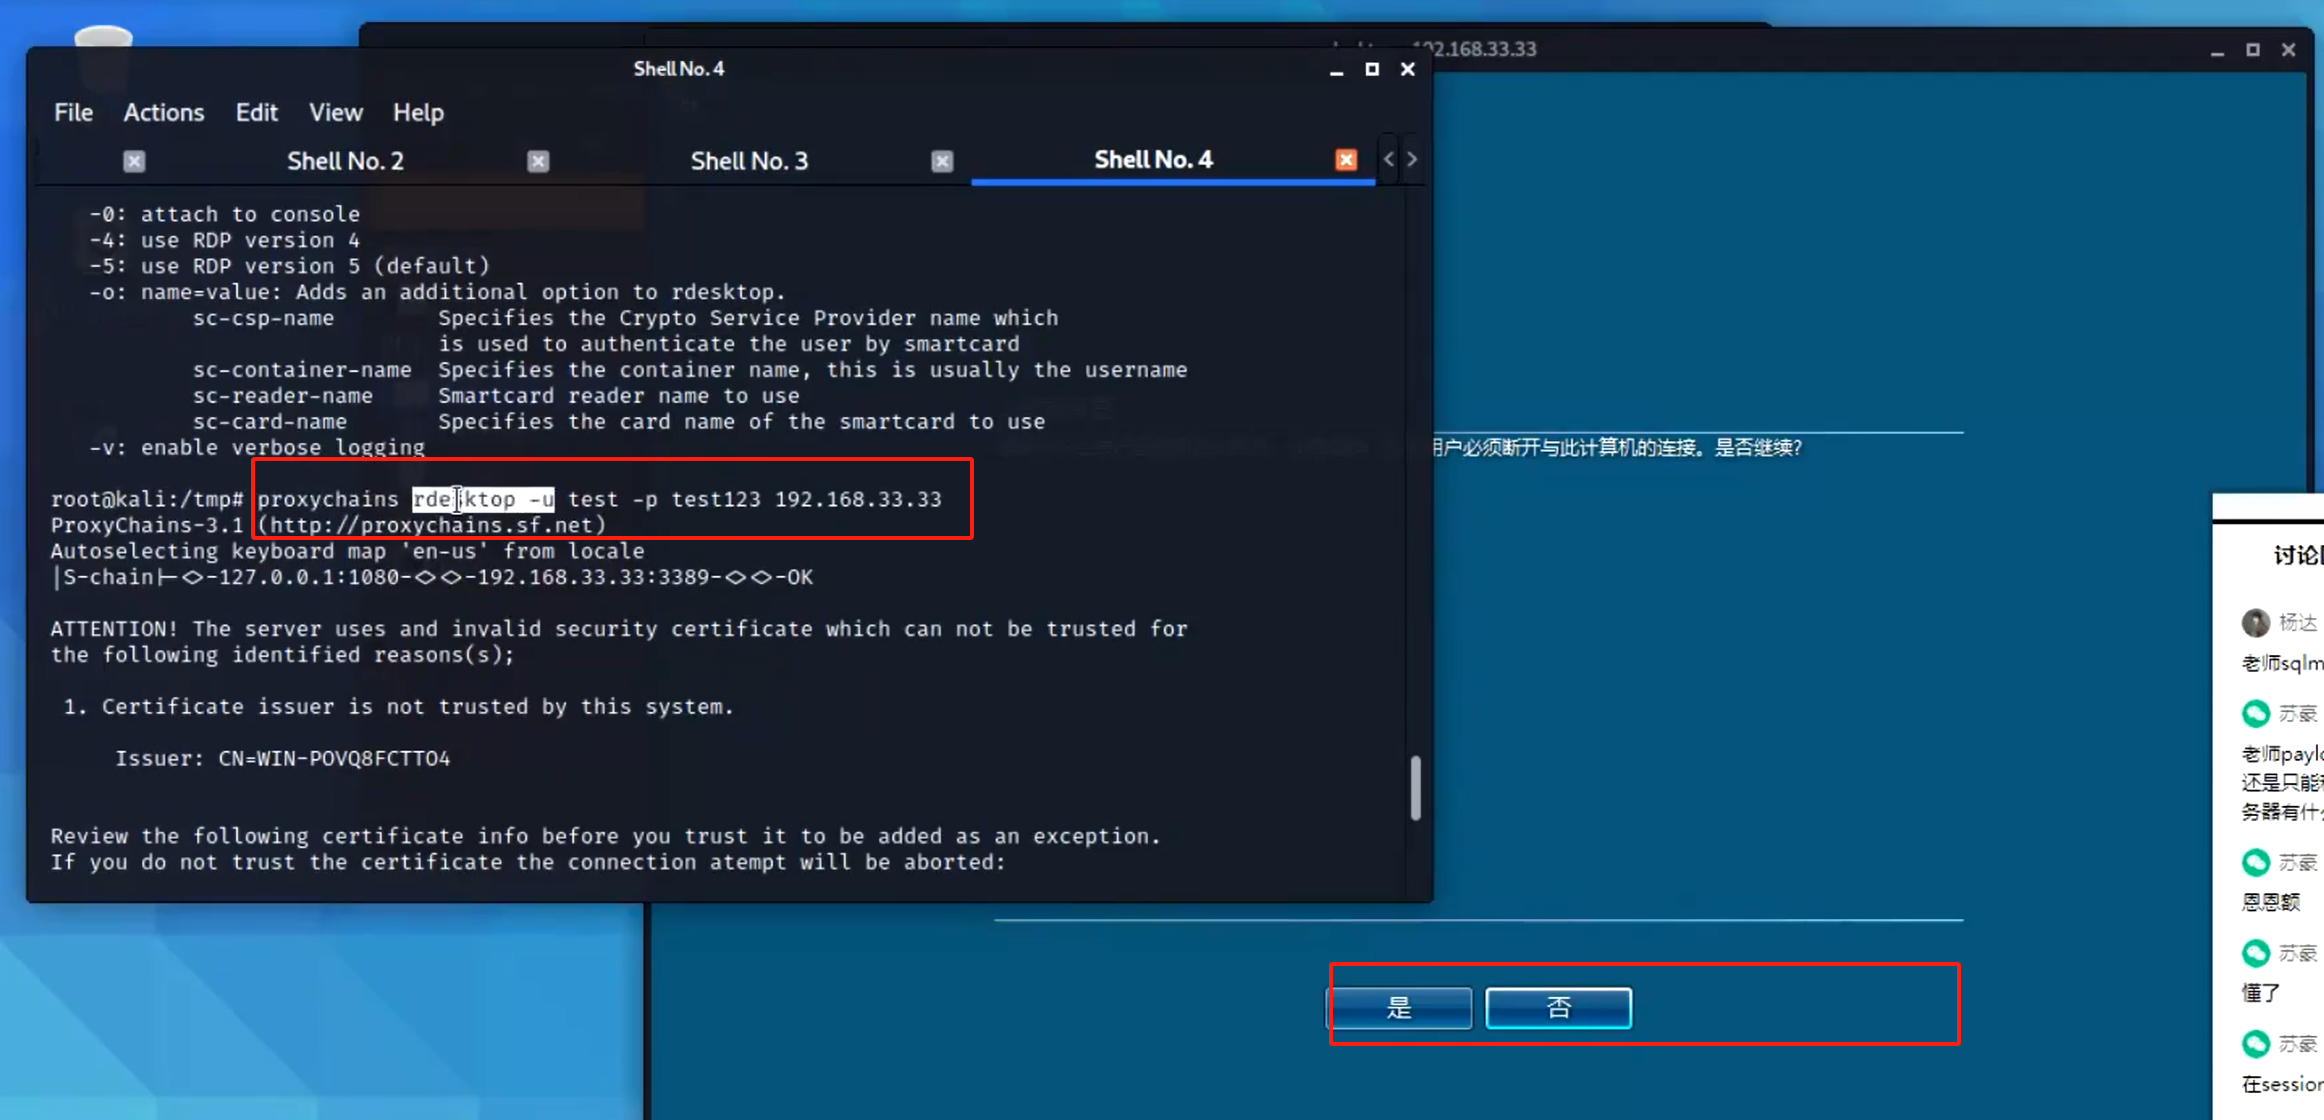 192.168.33.33
Shell No. 4
File Actions Edit View Help
Shell No. 2 Shell No. 3 Shell No. 4
-0: attach to console
-4: use RDP version 4
-5: use RDP version 5 (default)
-o: name=value: Adds an additional option to rdesktop.
sc-csp-name Specifies the Crypto Service Provider name which
is used to authenticate the user by smartcard
sc-container-name Specifies the container name, this is usually the username
sc-reader-name Smartcard reader name to use
sc-card-name Specifies the card name of the smartcard to use
-v: enable verbose logging
root@kali:/tmp# proxychains rdesktop -u test -p test123 192.168.33.33
ProxyChains-3.1 (http://proxychains.sf.net)
Autoselecting keyboard map 'en-us' from locale
|S-chain|-<>-127.0.0.1:1080-<><>-192.168.33.33:3389-<><>-OK
ATTENTION! The server uses and invalid security certificate which can not be trusted for
the following identified reasons(s);
1. Certificate issuer is not trusted by this system.
Issuer: CN=WIN-POVQ8FCTTO4
Review the following certificate info before you trust it to be added as an exception.
If you do not trust the certificate the connection atempt will be aborted:
用户必须断开与此计算机的连接。是否继续?
是 否
讨论
杨达
老师sqlm
苏豪
老师paylo
还是只能
务器有什
苏豪
恩恩额
苏豪
懂了
苏豪
在session